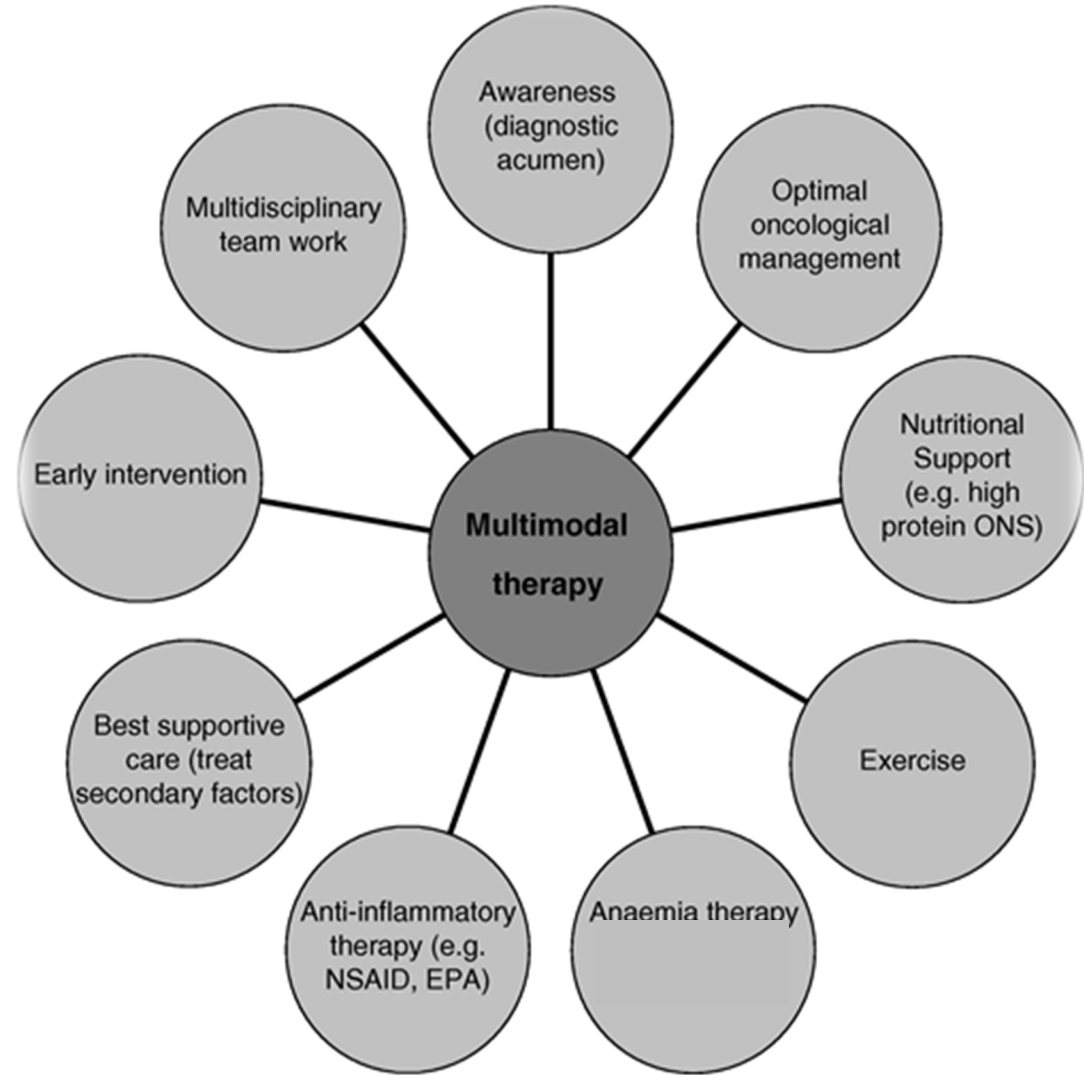 Awareness
(diagnostic
acumen)
Optimal
oncological
management
Nutritional
Support
(e.g. high
protein ONS)
Exercise
Anaemia therapy
Anti-inflammatory
therapy (e.g.
NSAID, EPA)
Best supportive
care (treat
secondary factors)
Early intervention
Multidisciplinary
team work
Multimodal
therapy